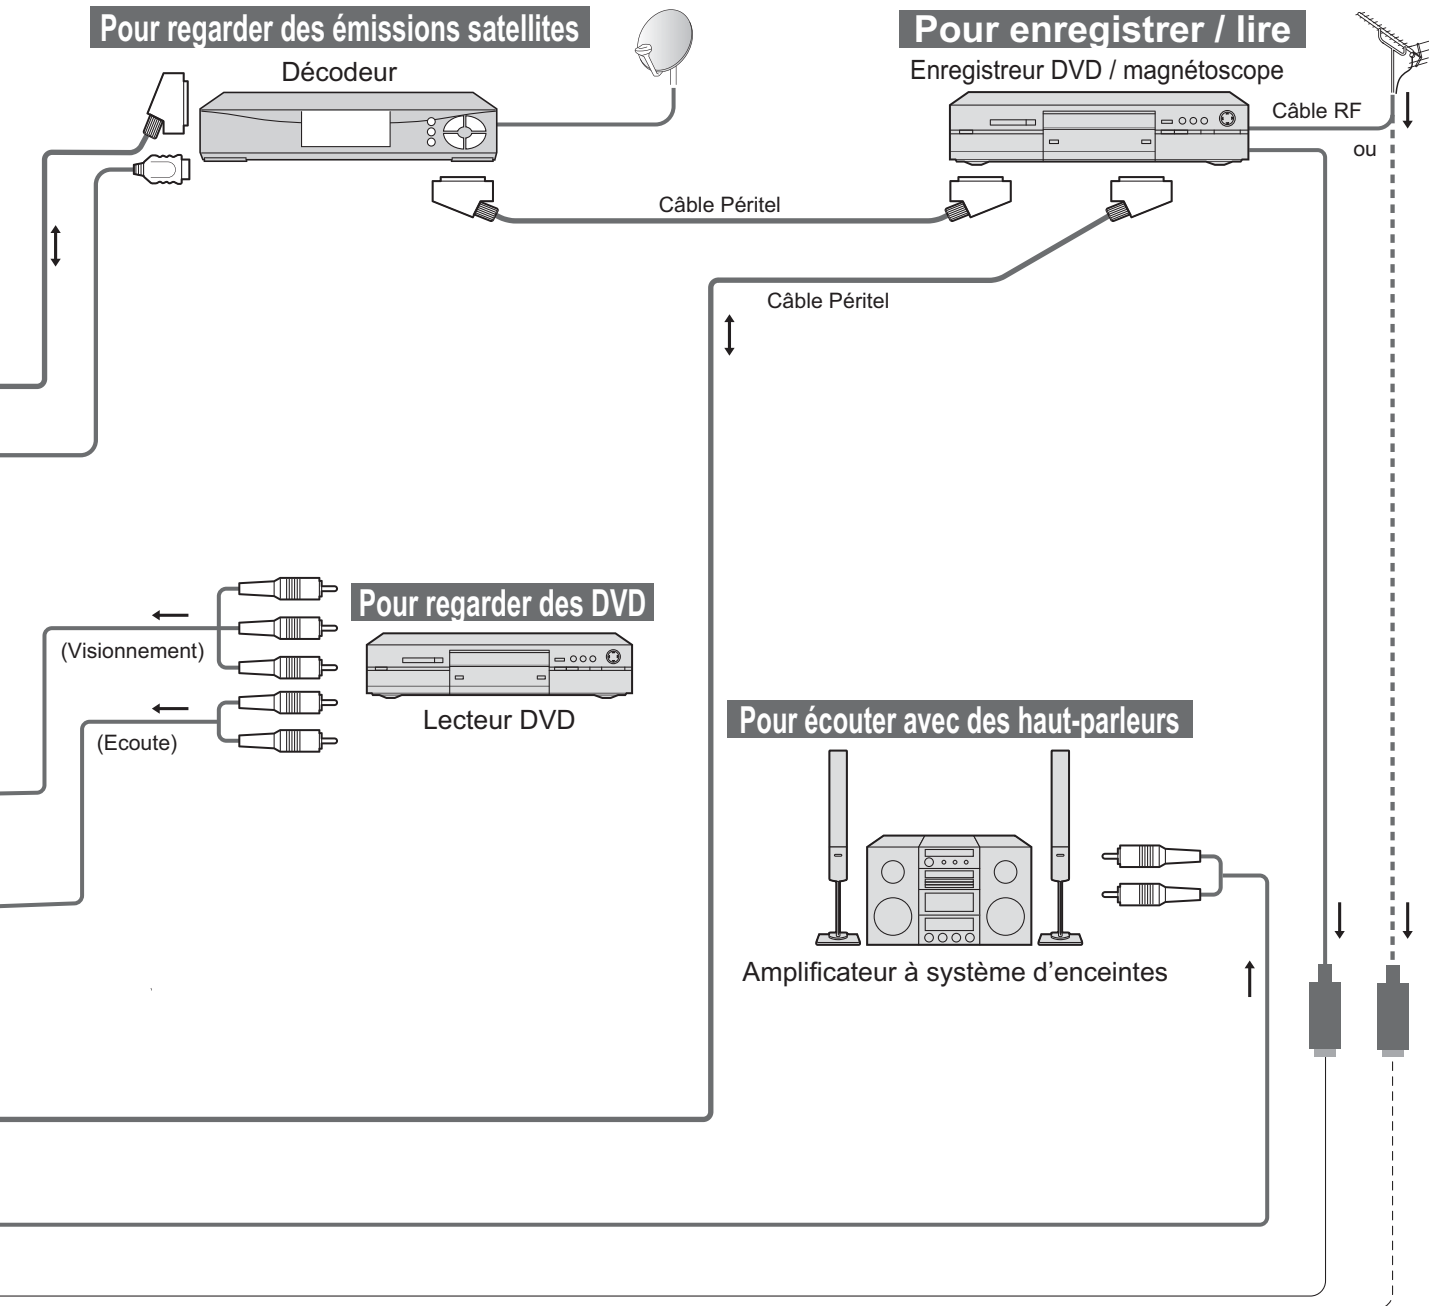 Pour regarder des émissions satellites
Décodeur
Pour enregistrer / lire
Enregistreur DVD / magnétoscope
Câble RF
ou
Câble Péritel
Câble Péritel
Pour regarder des DVD
(Visionnement)
Lecteur DVD
(Ecoute)
Pour écouter avec des haut-parleurs
Amplificateur à système d’enceintes